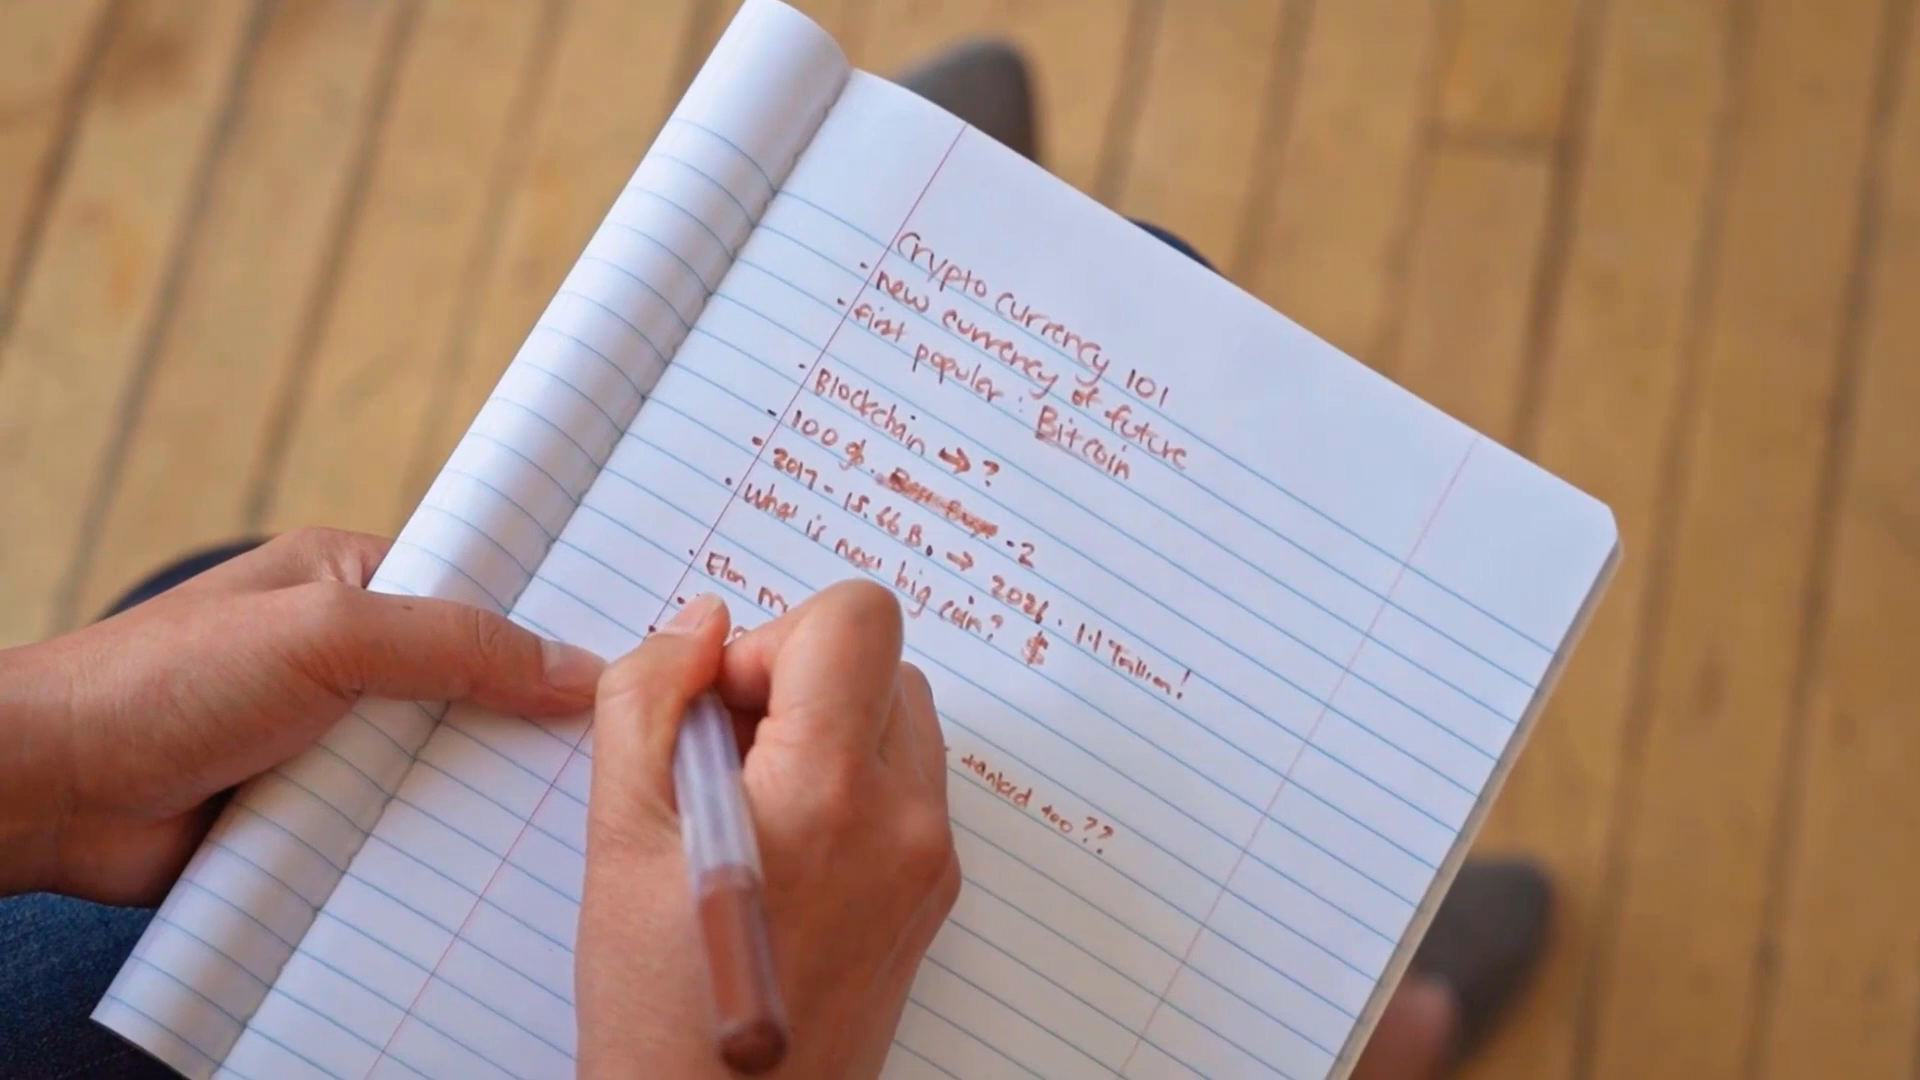 Crypto currency 101
- new currency of future
- first popular : Bitcoin
- Blockchain → ?
- 100
2017 - 15.66 B. → 2021 . 1.1 Trillion!
- What is next big coin? $
- Elon
tanked too??